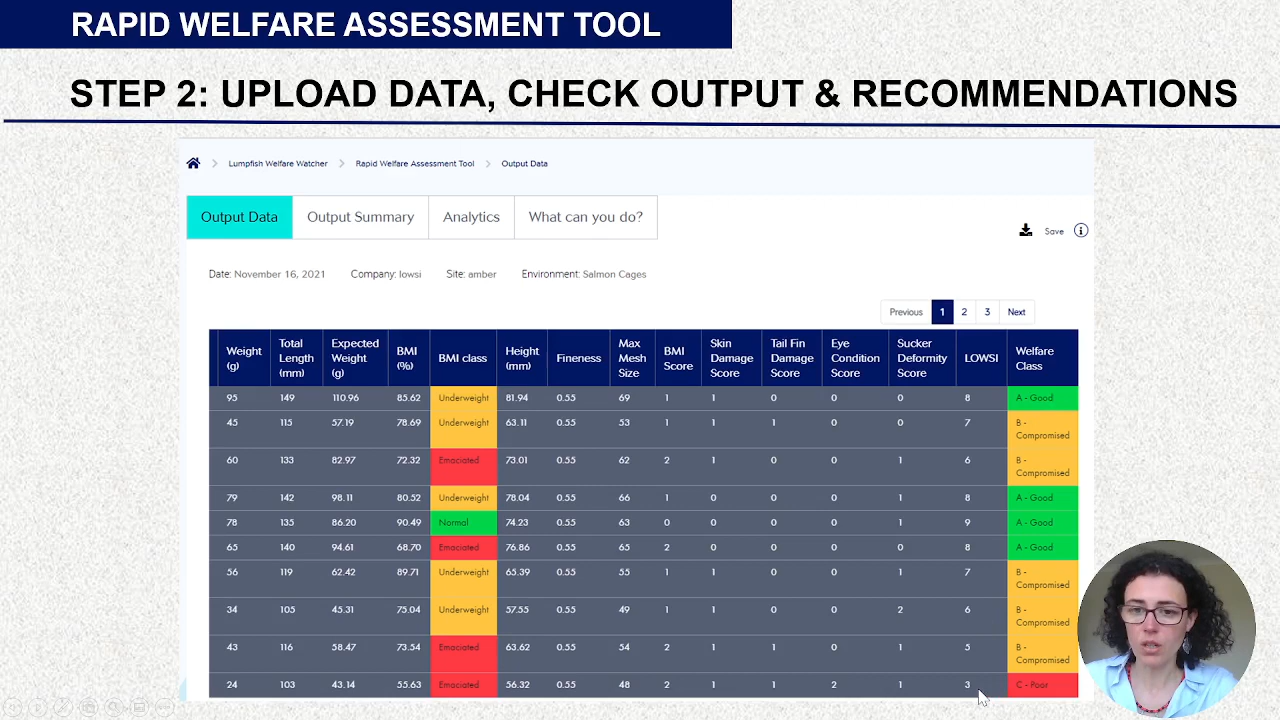 RAPID WELFARE ASSESSMENT TOOL
STEP 2: UPLOAD DATA, CHECK OUTPUT & RECOMMENDATIONS
Lumpfish Welfare Watcher > Rapid Welfare Assessment Tool > Output Data
Output Data Output Summary Analytics What can you do?
Save
Date: November 16, 2021 Company: lowsi Site: amber Environment: Salmon Cages
Previous 1 2 3 Next
Weight (g) Total Length (mm) Expected Weight (g) BMI (%) BMI class Height (mm) Fineness Max Mesh Size BMI Score Skin Damage Score Tail Fin Damage Score Eye Condition Score Sucker Deformity Score LOWSI Welfare Class
95 149 110.96 85.62 Underweight 81.94 0.55 69 1 1 0 0 0 8 A - Good
45 115 57.19 78.69 Underweight 63.11 0.55 53 1 1 1 0 0 7 B - Compromised
60 133 82.97 72.32 Emaciated 73.01 0.55 62 2 1 0 0 1 6 B - Compromised
79 142 98.11 80.52 Underweight 78.04 0.55 66 1 0 0 0 1 8 A - Good
78 135 86.20 90.49 Normal 74.23 0.55 63 0 0 0 0 1 9 A - Good
65 140 94.61 68.70 Emaciated 76.86 0.55 65 2 0 0 0 0 8 A - Good
56 119 62.42 89.71 Underweight 65.39 0.55 55 1 1 0 0 1 7 B - Compromised
34 105 45.31 75.04 Underweight 57.55 0.55 49 1 1 0 0 2 6 B - Compromised
43 116 58.47 73.54 Emaciated 63.62 0.55 54 2 1 1 0 1 5 B - Compromised
24 103 43.14 55.63 Emaciated 56.32 0.55 48 2 1 1 2 1 3 C - Poor